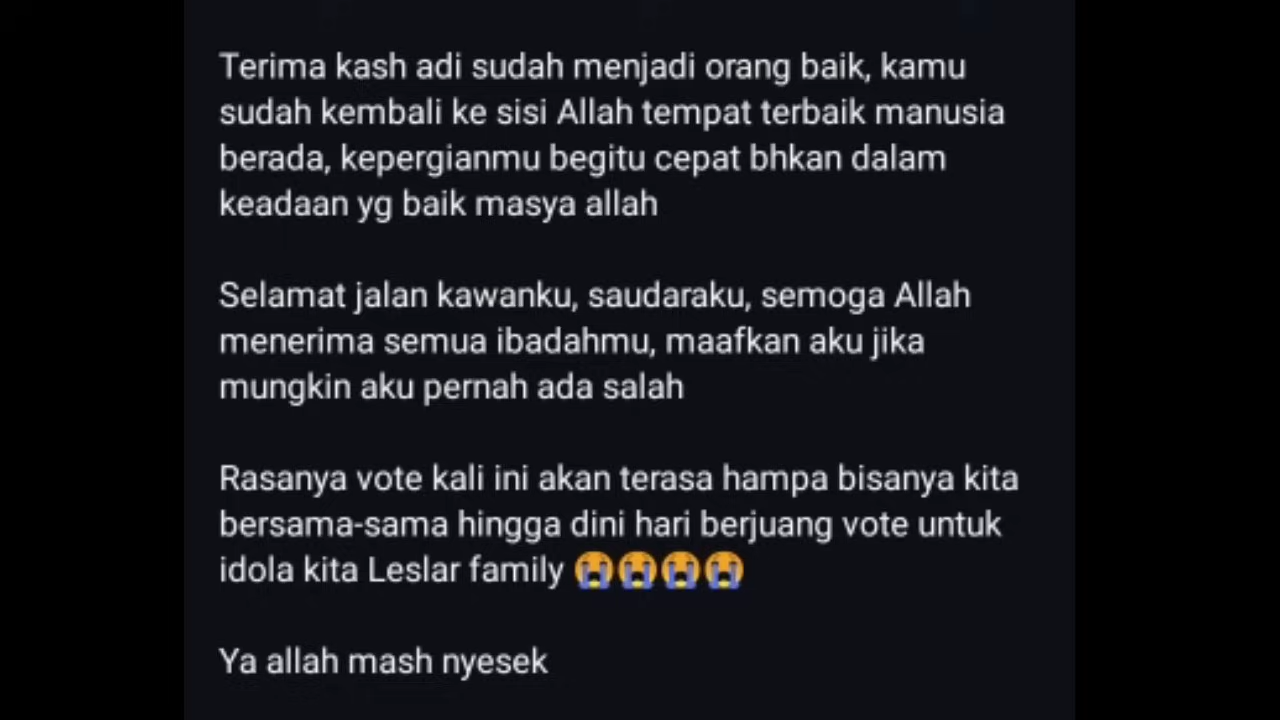 Terima kash adi sudah menjadi orang baik, kamu
sudah kembali ke sisi Allah tempat terbaik manusia
berada, kepergianmu begitu cepat bhkan dalam
keadaan yg baik masya allah
Selamat jalan kawanku, saudaraku, semoga Allah
menerima semua ibadahmu, maafkan aku jika
mungkin aku pernah ada salah
Rasanya vote kali ini akan terasa hampa bisanya kita
bersama-sama hingga dini hari berjuang vote untuk
idola kita Leslar family 😭😭😭😭
Ya allah mash nyesek